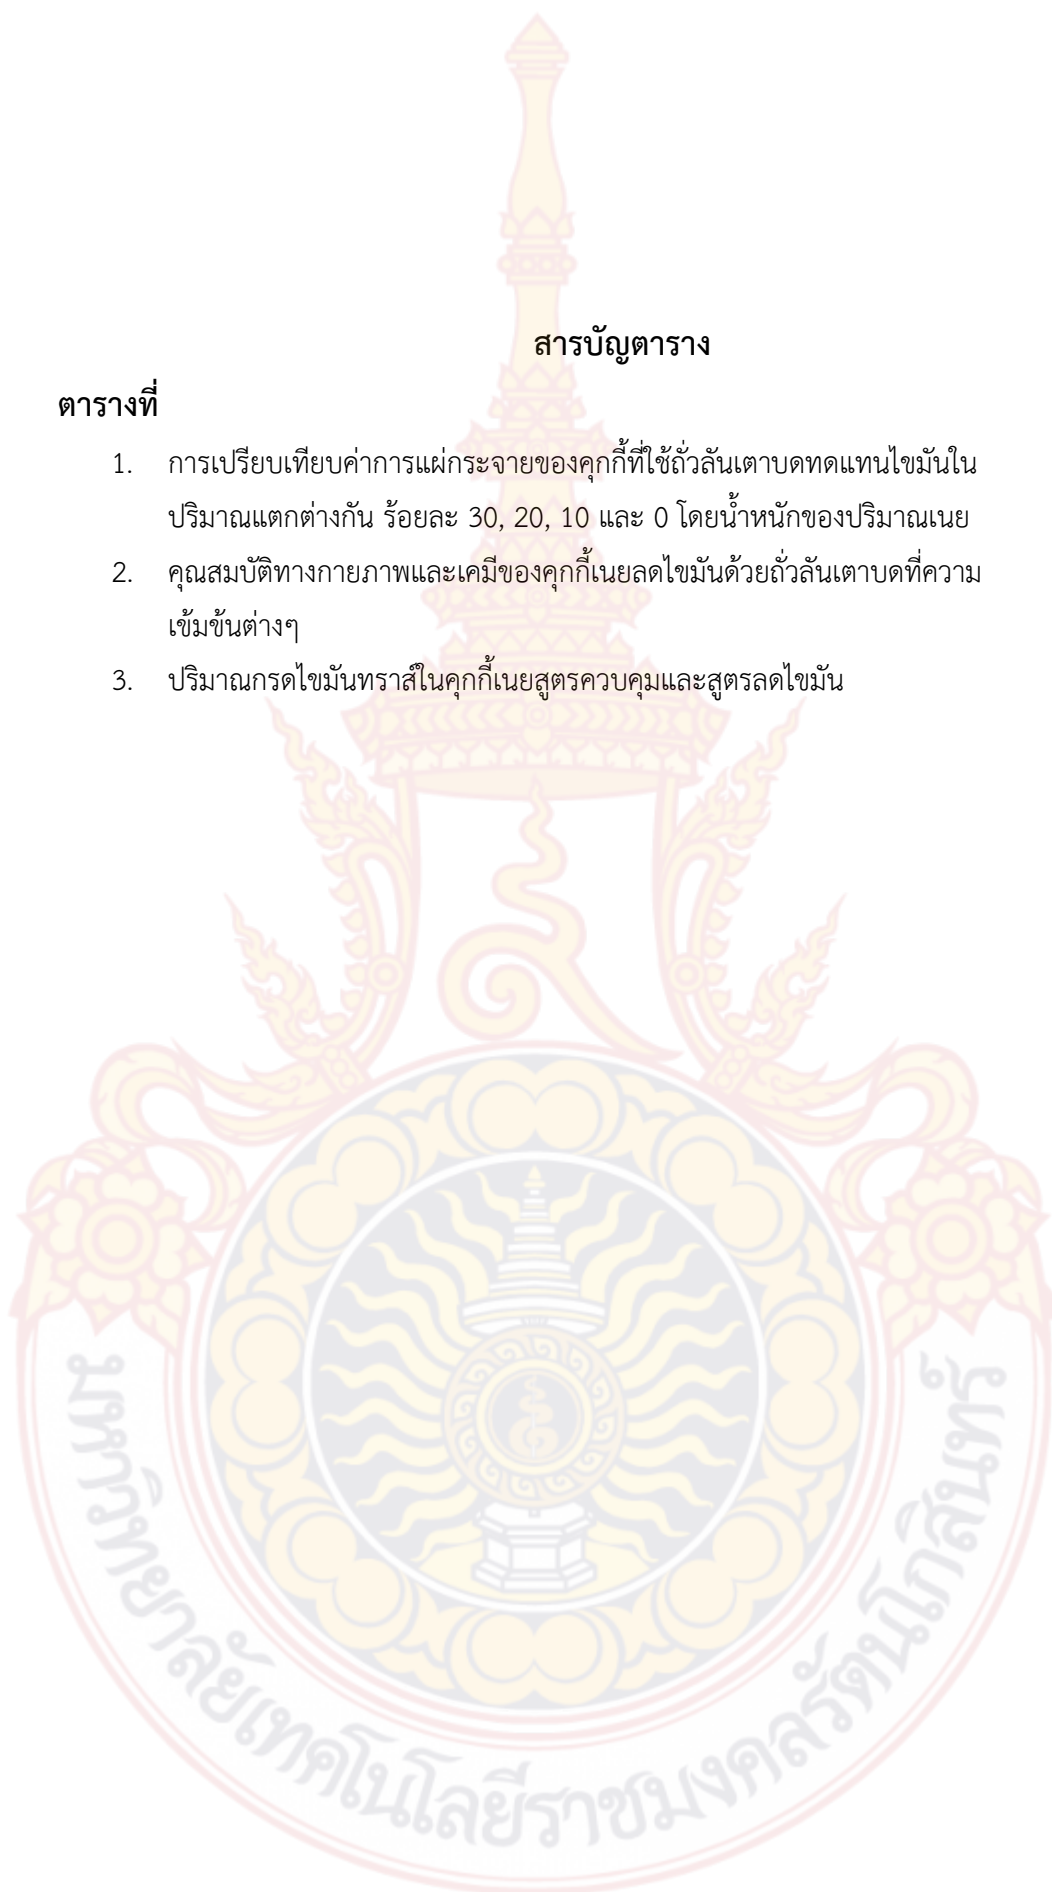 สารบัญตาราง
ตารางที่
1. การเปรียบเทียบค่าการแผ่กระจายของคุกกี้ที่ใช้ถั่วลันเตาบดทดแทนไขมันใน
ปริมาณแตกต่างกัน ร้อยละ 30, 20, 10 และ 0 โดยน้ำหนักของปริมาณเนย
2. คุณสมบัติทางกายภาพและเคมีของคุกกี้เนยลดไขมันด้วยถั่วลันเตาบดที่ความ
เข้มข้นต่างๆ
3. ปริมาณกรดไขมันทราส์ในคุกกี้เนยสูตรควบคุมและสูตรลดไขมัน
มหาวิทยาลัยเทคโนโลยีราชมงคลรัตนโกสินทร์